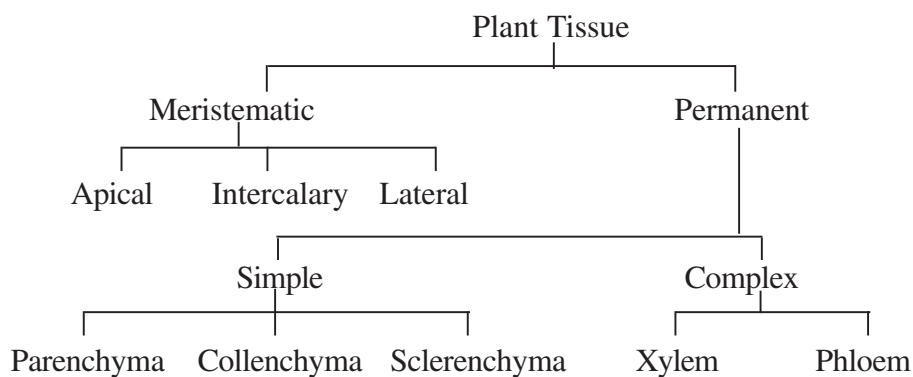 Plant Tissue
Meristematic Permanent
Apical Intercalary Lateral
Simple Complex
Parenchyma Collenchyma Sclerenchyma Xylem Phloem